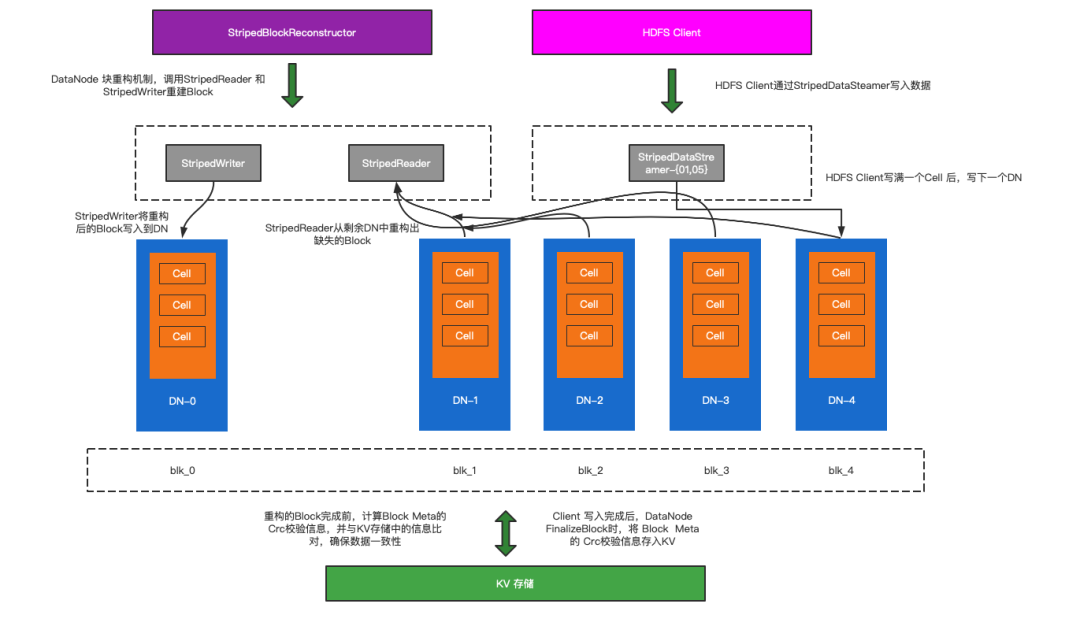 StripedBlockReconstructor
HDFS Client
DataNode 块重构机制，调用StripedReader 和
StripedWriter重建Block
HDFS Client通过StripedDataSteamer写入数据
StripedWriter
StripedReader
StripedDataStre
amer-{01,05}
HDFS Client写满一个Cell 后，写下一个DN
StripedWriter将重构
后的Block写入到DN
StripedReader从剩余DN中重构出
缺失的Block
Cell
Cell
Cell
DN-0
Cell
Cell
Cell
DN-1
Cell
Cell
Cell
DN-2
Cell
Cell
Cell
DN-3
Cell
Cell
Cell
DN-4
blk_0
blk_1
blk_2
blk_3
blk_4
重构的Block完成前，计算Block Meta的
Crc校验信息，并与KV存储中的信息比
对，确保数据一致性
Client 写入完成后，DataNode
FinalizeBlock时，将 Block Meta
的 Crc校验信息存入KV
KV 存储